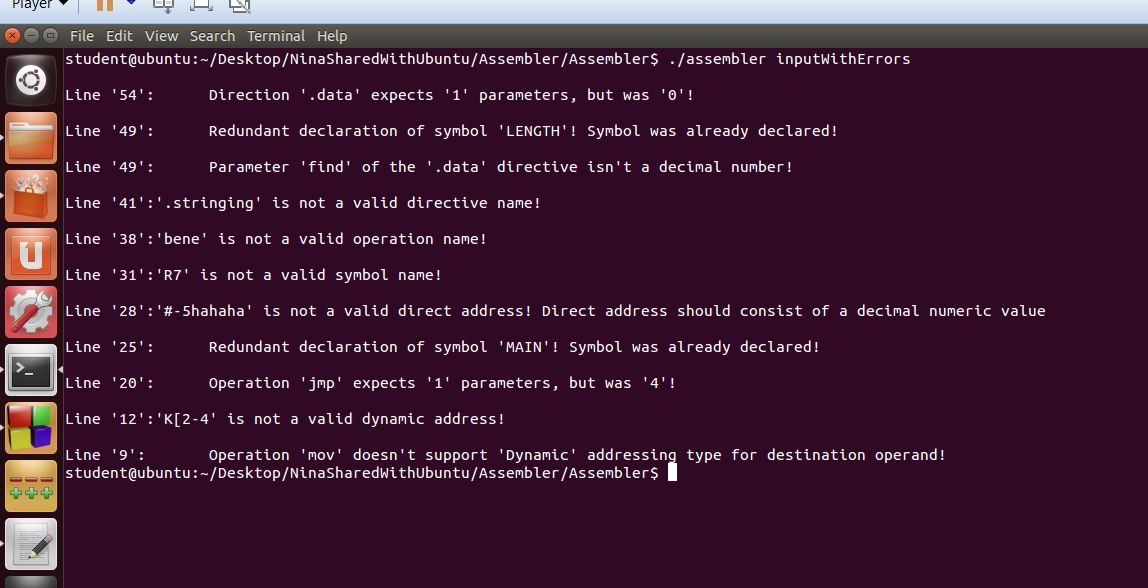 Player
File Edit View Search Terminal Help
student@ubuntu:~/Desktop/NinaSharedWithUbuntu/Assembler/Assembler$ ./assembler inputWithErrors
Line '54': Direction '.data' expects '1' parameters, but was '0'!
Line '49': Redundant declaration of symbol 'LENGTH'! Symbol was already declared!
Line '49': Parameter 'find' of the '.data' directive isn't a decimal number!
Line '41':'.stringing' is not a valid directive name!
Line '38':'bene' is not a valid operation name!
Line '31':'R7' is not a valid symbol name!
Line '28':'#-5hahaha' is not a valid direct address! Direct address should consist of a decimal numeric value
Line '25': Redundant declaration of symbol 'MAIN'! Symbol was already declared!
Line '20': Operation 'jmp' expects '1' parameters, but was '4'!
Line '12':'K[2-4' is not a valid dynamic address!
Line '9': Operation 'mov' doesn't support 'Dynamic' addressing type for destination operand!
student@ubuntu:~/Desktop/NinaSharedWithUbuntu/Assembler/Assembler$